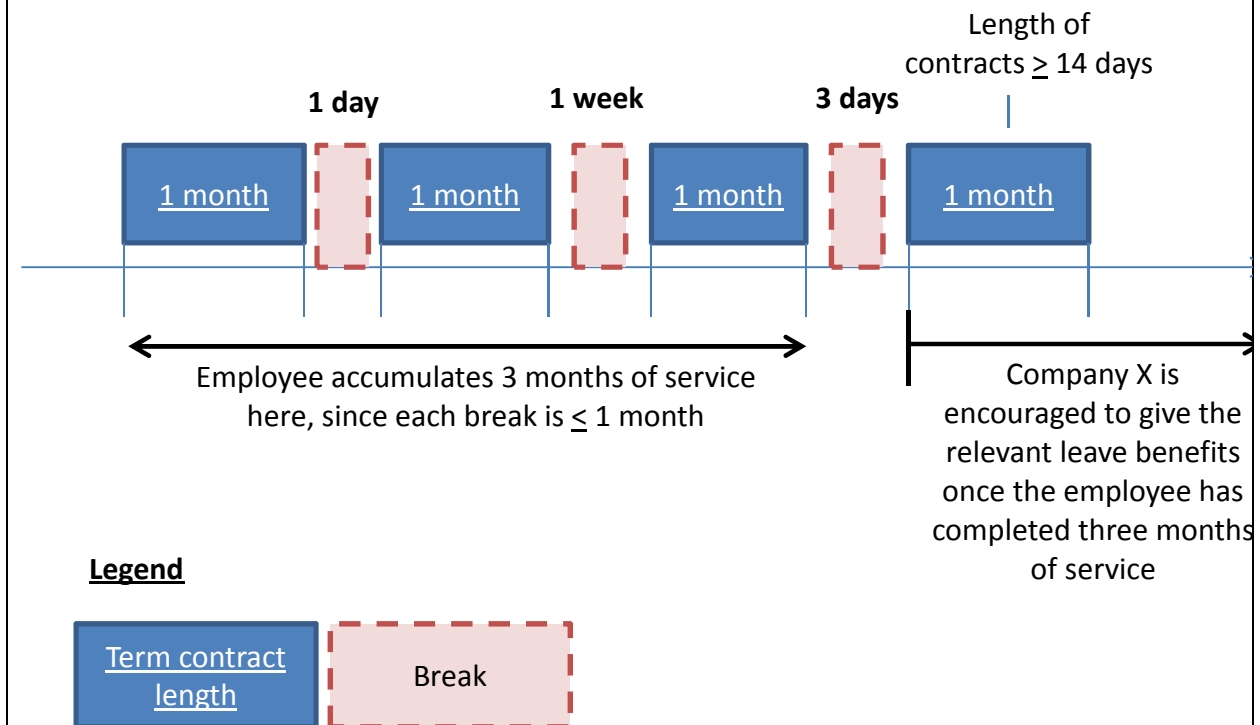 Length of
contracts ≥ 14 days
1 day
1 week
3 days
1 month
1 month
1 month
1 month
Employee accumulates 3 months of service
here, since each break is ≤ 1 month
Company X is
encouraged to give the
relevant leave benefits
once the employee has
completed three months
of service
Legend
Term contract
length
Break